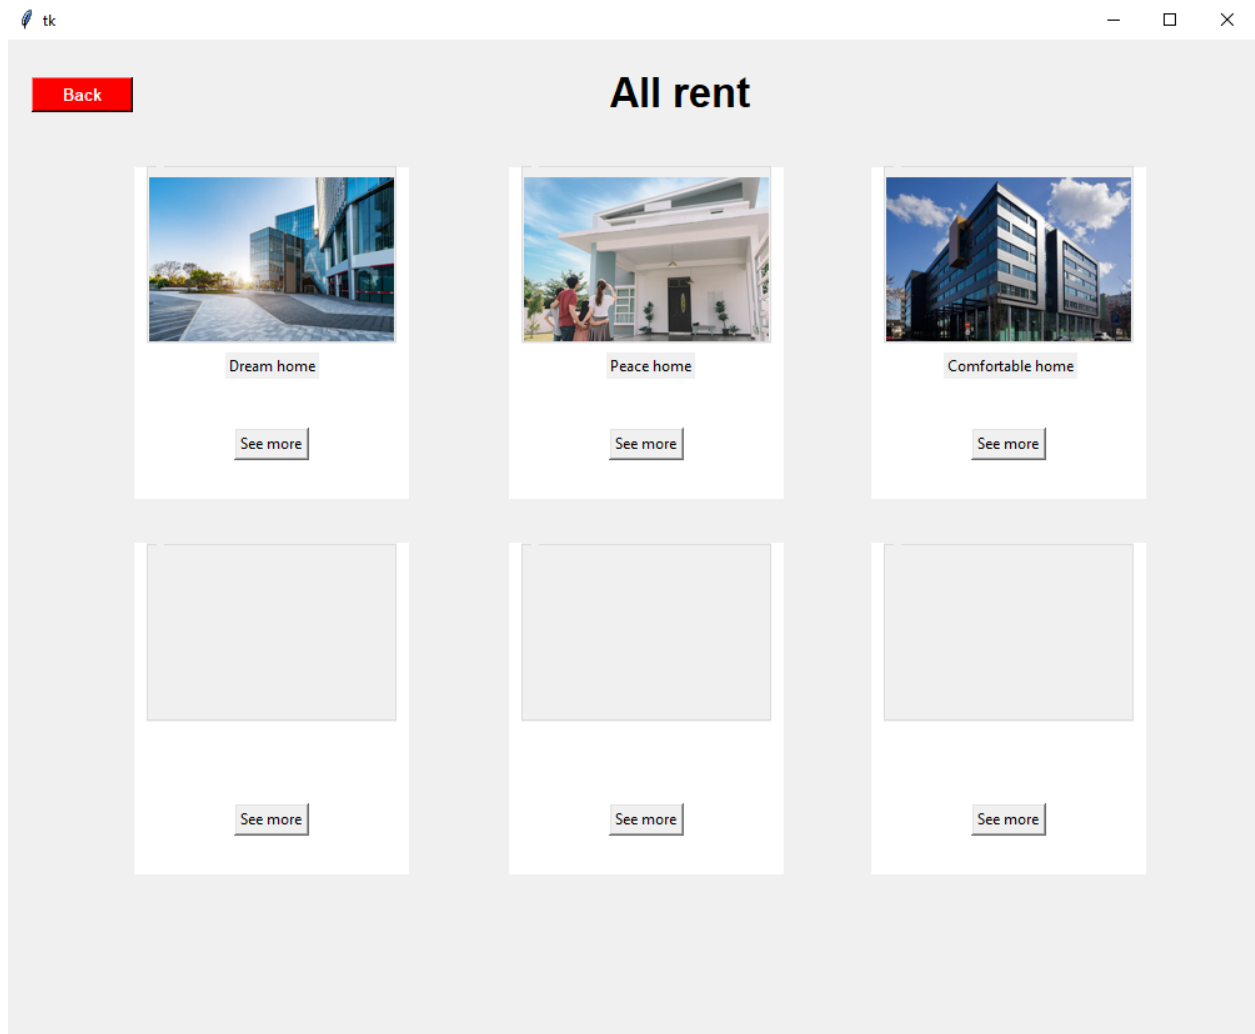 tk
Back
All rent
Dream home
Peace home
Comfortable home
See more
See more
See more
See more
See more
See more